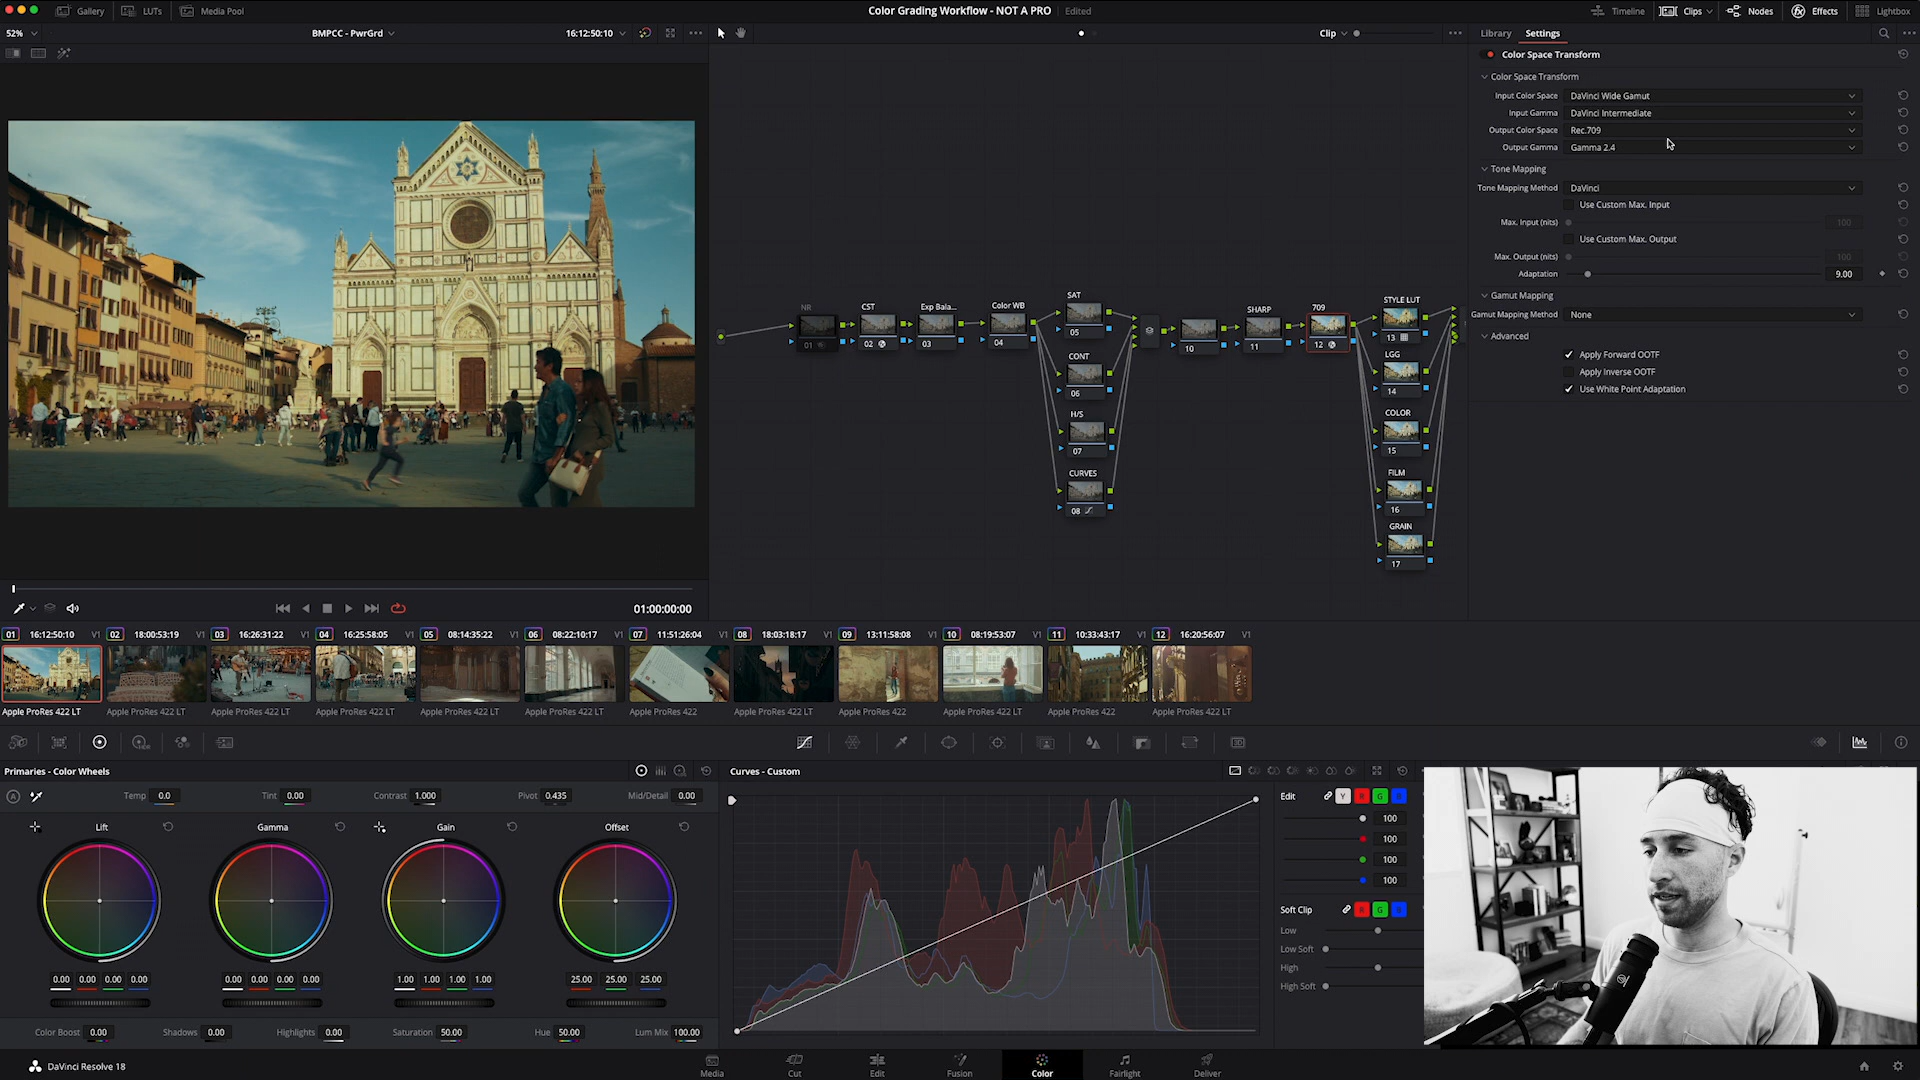 Gallery LUTs Media Pool Color Grading Workflow - NOT A PRO Edited Timeline Clips Nodes Effects Lightbox
52% BMPCC - PwrGrd 16:12:50:10 Clip Library Settings
Color Space Transform
Color Space Transform
Input Color Space DaVinci Wide Gamut
Input Gamma DaVinci Intermediate
Output Color Space Rec.709
Output Gamma Gamma 2.4
Tone Mapping
Tone Mapping Method DaVinci
Use Custom Max. Input
Max. Input (nits) 100
Use Custom Max. Output
Max. Output (nits) 100
Adaptation 9.00
Gamut Mapping
Gamut Mapping Method None
Advanced
Apply Forward OOTF
Apply Inverse OOTF
Use White Point Adaptation
NR
01
CST
02
Exp Bala...
03
Color WB
04
SAT
05
CONT
06
H/S
07
CURVES
08
10
SHARP
11
709
12
STYLE LUT
13
LGG
14
COLOR
15
FILM
16
GRAIN
17
01:00:00:00
01 16:12:50:10 V1 02 18:00:53:19 V1 03 16:26:31:22 V1 04 16:25:58:05 V1 05 08:14:35:22 V1 06 08:22:10:17 V1 07 11:51:26:04 V1 08 18:03:18:17 V1 09 13:11:58:08 V1 10 08:19:53:07 V1 11 10:33:43:17 V1 12 16:20:56:07 V1
Apple ProRes 422 LT Apple ProRes 422 LT Apple ProRes 422 LT Apple ProRes 422 LT Apple ProRes 422 LT Apple ProRes 422 LT Apple ProRes 422 Apple ProRes 422 LT Apple ProRes 422 Apple ProRes 422 LT Apple ProRes 422 Apple ProRes 422 LT
Primaries - Color Wheels
Temp 0.0 Tint 0.00 Contrast 1.000 Pivot 0.435 Mid/Detail 0.00
Lift Gamma Gain Offset
0.00 0.00 0.00 0.00 0.00 0.00 0.00 0.00 1.00 1.00 1.00 1.00 25.00 25.00 25.00
Color Boost 0.00 Shadows 0.00 Highlights 0.00 Saturation 50.00 Hue 50.00 Lum Mix 100.00
Curves - Custom
Edit Y R G B
100
100
100
100
Soft Clip R G B
Low
Low Soft
High
High Soft
DaVinci Resolve 18 Media Cut Edit Fusion Color Fairlight Deliver